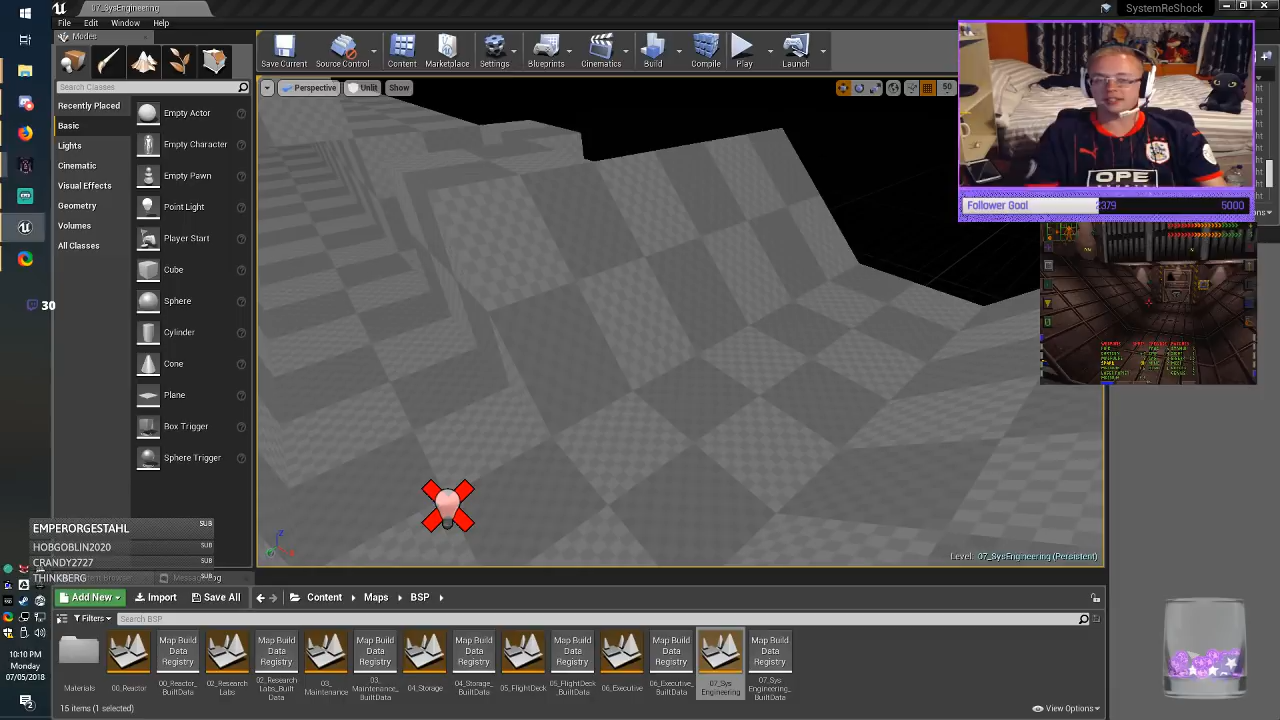 07_SysEngineering
SystemReShock
File Edit Window Help
Modes
Search Classes
Recently Placed
Basic
Lights
Cinematic
Visual Effects
Geometry
Volumes
All Classes
Empty Actor
Empty Character
Empty Pawn
Point Light
Player Start
Cube
Sphere
Cylinder
Cone
Plane
Box Trigger
Sphere Trigger
Save Current
Source Control
Content
Marketplace
Settings
Blueprints
Cinematics
Build
Compile
Play
Launch
Perspective
Unlit
Show
50
OPE
Follower Goal 2379 5000
30
Level: 07_SysEngineering (Persistent)
EMPERORGESTAHL SUB
HOBGOBLIN2020 SUB
CRANDY2727 SUB
THINKBERG SUB
Add New
Import
Save All
Content
Maps
BSP
Filters
Search BSP
Materials
00_Reactor
Map Build Data Registry
00_Reactor_BuiltData
02_Research Labs
Map Build Data Registry
02_Research Labs_Built Data
03_Maintenance
Map Build Data Registry
03_Maintenance_BuiltData
04_Storage
Map Build Data Registry
04_Storage_BuiltData
05_FlightDeck
Map Build Data Registry
05_FlightDeck_BuiltData
06_Executive
Map Build Data Registry
06_Executive_BuiltData
07_Sys Engineering
Map Build Data Registry
07_Sys Engineering_BuiltData
15 items (1 selected)
View Options
10:10 PM
Monday
07/05/2018
2